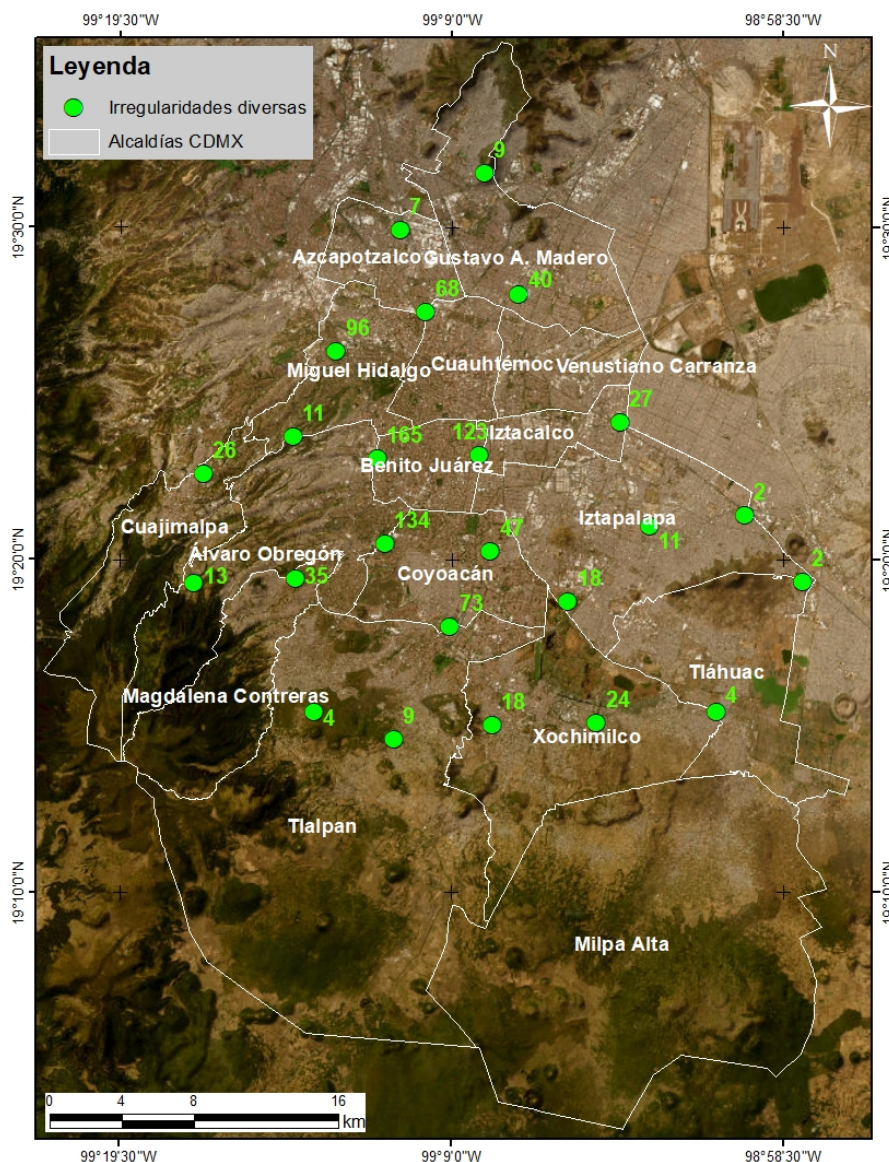 99°19'30"W
99°9'0"W
98°58'30"W
Leyenda
Irregularidades diversas
Alcaldías CDMX
N
9
7
19°30'0"N
19°30'0"N
Azcapotzalco
Gustavo A. Madero
68
40
96
Cuauhtémoc
Venustiano Carranza
Miguel Hidalgo
27
11
165
123
Iztacalco
26
Benito Juárez
2
Cuajimalpa
134
47
Iztapalapa
11
Álvaro Obregón
19°20'0"N
19°20'0"N
13
35
Coyoacán
18
2
73
Tláhuac
Magdalena Contreras
4
9
18
24
4
Xochimilco
Tlalpan
19°10'0"N
19°10'0"N
Milpa Alta
0 4 8 16
km
99°19'30"W
99°9'0"W
98°58'30"W